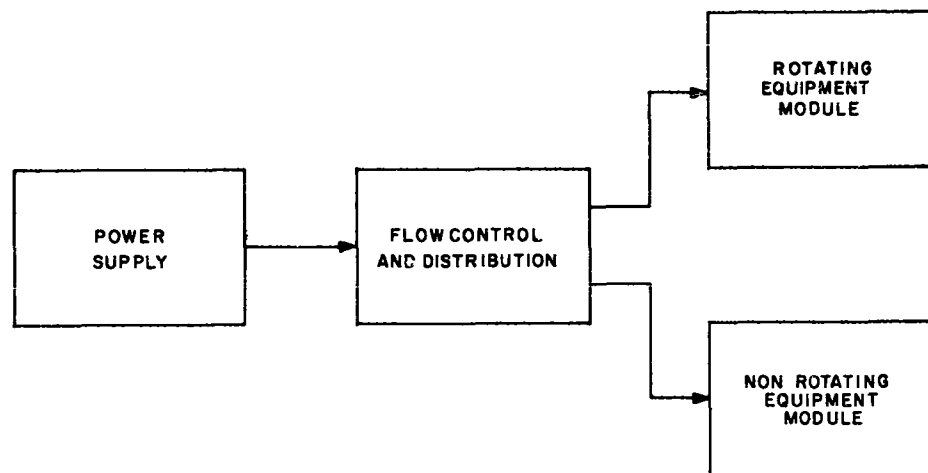 ROTATING
EQUIPMENT
MODULE
POWER
SUPPLY
FLOW CONTROL
AND DISTRIBUTION
NON ROTATING
EQUIPMENT
MODULE